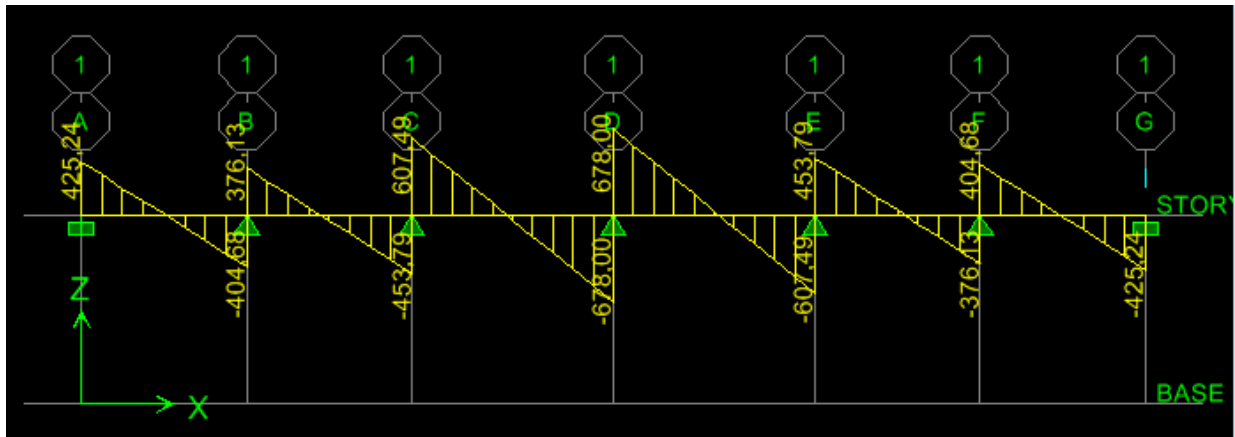 1 1 1 1 1 1 1
A B C D E F G
425,24 376,13 607,49 678,00 453,79 404,68
STORY
-404,68 -453,79 -678,00 -607,49 -376,13 -425,24
Z
X
BASE